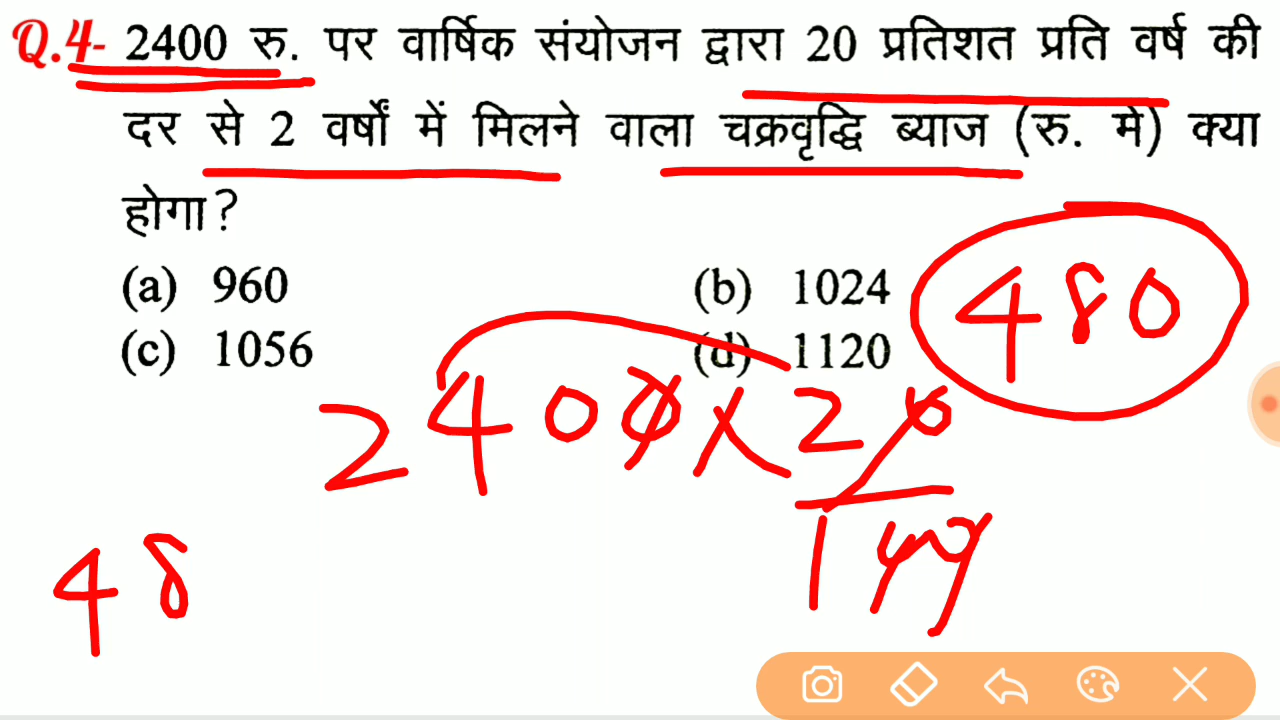 Q.4- 2400 रु. पर वार्षिक संयोजन द्वारा 20 प्रतिशत प्रति वर्ष की
दर से 2 वर्षों में मिलने वाला चक्रवृद्धि ब्याज (रु. मे) क्या
होगा?
(a) 960 (b) 1024
(c) 1056 (d) 1120
480
2400 x 20
100
48